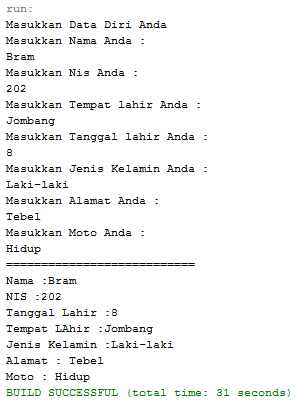 run:
Masukkan Data Diri Anda
Masukkan Nama Anda :
Bram
Masukkan Nis Anda :
202
Masukkan Tempat lahir Anda :
Jombang
Masukkan Tanggal lahir Anda :
8
Masukkan Jenis Kelamin Anda :
Laki-laki
Masukkan Alamat Anda :
Tebel
Masukkan Moto Anda :
Hidup
===========================
Nama :Bram
NIS :202
Tanggal Lahir :8
Tempat LAhir :Jombang
Jenis Kelamin :Laki-laki
Alamat : Tebel
Moto : Hidup
BUILD SUCCESSFUL (total time: 31 seconds)